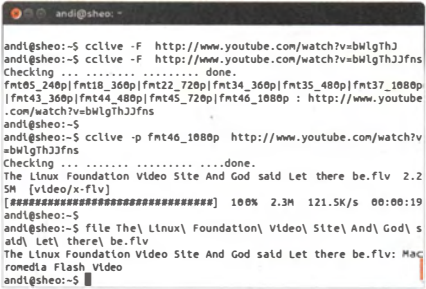 andi@sheo: ~
andi@sheo:~$ cclive -F  http://www.youtube.com/watch?v=bWlgThJ
andi@sheo:~$ cclive -F  http://www.youtube.com/watch?v=bWlgThJJfns
Checking ... ........ ......... done.
fmt05_240p|fmt18_360p|fmt22_720p|fmt34_360p|fmt35_480p|fmt37_1080p
|fmt43_360p|fmt44_480p|fmt45_720p|fmt46_1080p : http://www.youtube
.com/watch?v=bWlgThJJfns
andi@sheo:~$
andi@sheo:~$ cclive -p fmt46_1080p  http://www.youtube.com/watch?v
=bWlgThJJfns
Checking ... ....... ......... ....done.
The Linux Foundation Video Site And God said Let there be.flv  2.2
5M  [video/x-flv]
[################################]  100%  2.3M  121.5K/s  00:00:19
andi@sheo:~$
andi@sheo:~$ file The\ Linux\ Foundation\ Video\ Site\ And\ God\ s
aid\ Let\ there\ be.flv
The Linux Foundation Video Site And God said Let there be.flv: Mac
romedia Flash Video
andi@sheo:~$